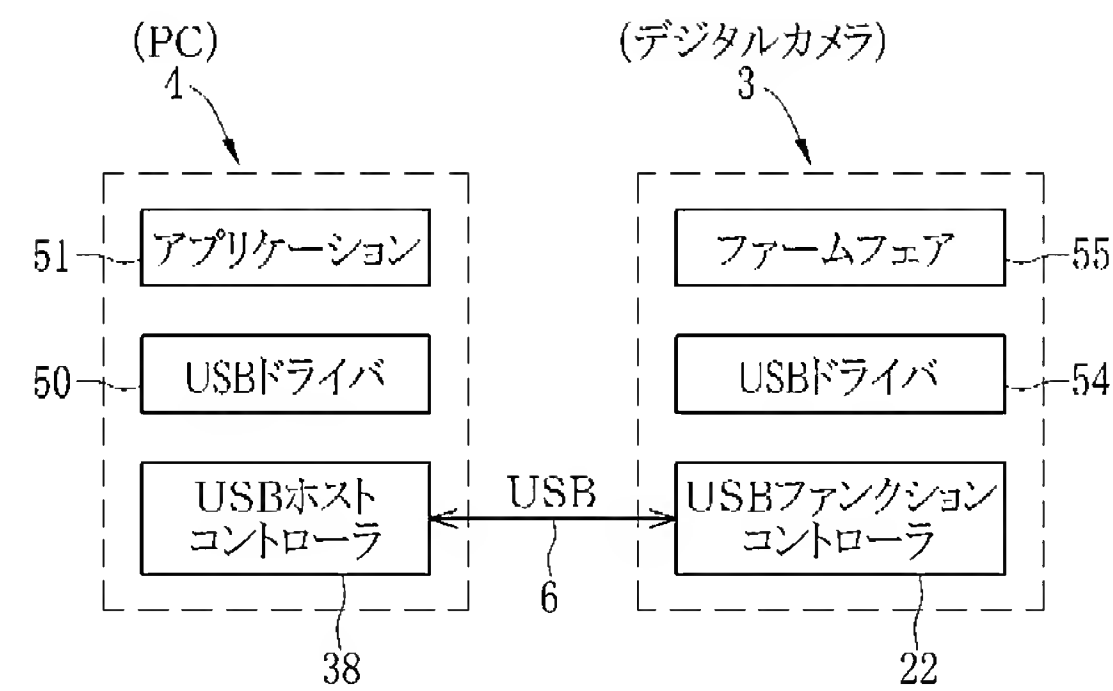 (PC)
1
(デジタルカメラ)
3
51
アプリケーション
ファームフェア
55
50
USBドライバ
USBドライバ
54
USBホスト
コントローラ
USB
6
USBファンクション
コントローラ
38
22